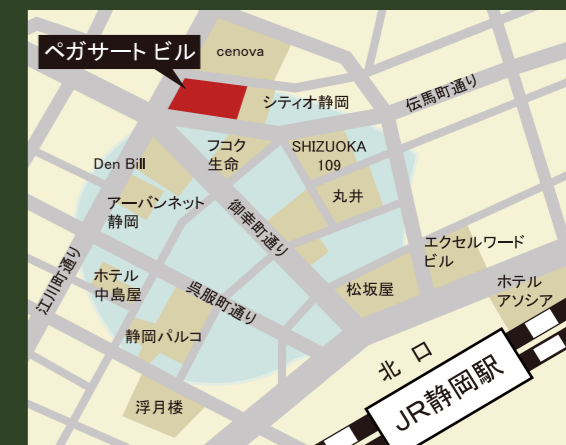 ペガサート ビル
cenova
シティオ静岡
伝馬町通り
フコク
生命
SHIZUOKA
109
Den Bill
丸井
アーバンネット
静岡
御幸町通り
エクセルワード
ビル
江川町通り
ホテル
中島屋
呉服町通り
松坂屋
ホテル
アソシア
静岡パルコ
北 口
JR静岡駅
浮月楼